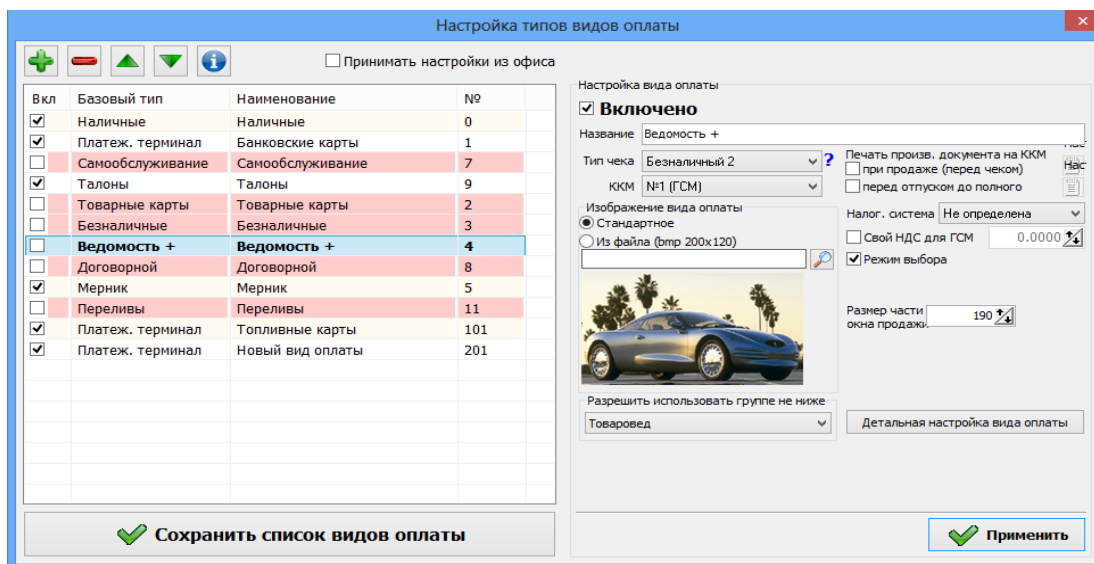 Настройка типов видов оплаты
Принимать настройки из офиса
Вкл Базовый тип Наименование №
Наличные Наличные 0
Платеж. терминал Банковские карты 1
Самообслуживание Самообслуживание 7
Талоны Талоны 9
Товарные карты Товарные карты 2
Безналичные Безналичные 3
Ведомость + Ведомость + 4
Договорной Договорной 8
Мерник Мерник 5
Переливы Переливы 11
Платеж. терминал Топливные карты 101
Платеж. терминал Новый вид оплаты 201
Сохранить список видов оплаты
Настройка вида оплаты
Включено
Название Ведомость +
Тип чека Безналичный 2 ?
ККМ №1 (ГСМ)
Печать произв. документа на ККМ
при продаже (перед чеком) Нас
перед отпуском до полного
Изображение вида оплаты
Стандартное
Из файла (bmp 200x120)
Налог. система Не определена
Свой НДС для ГСМ 0.0000
Режим выбора
Размер части 190
окна продажи
Разрешить использовать группе не ниже
Товаровед
Детальная настройка вида оплаты
Применить